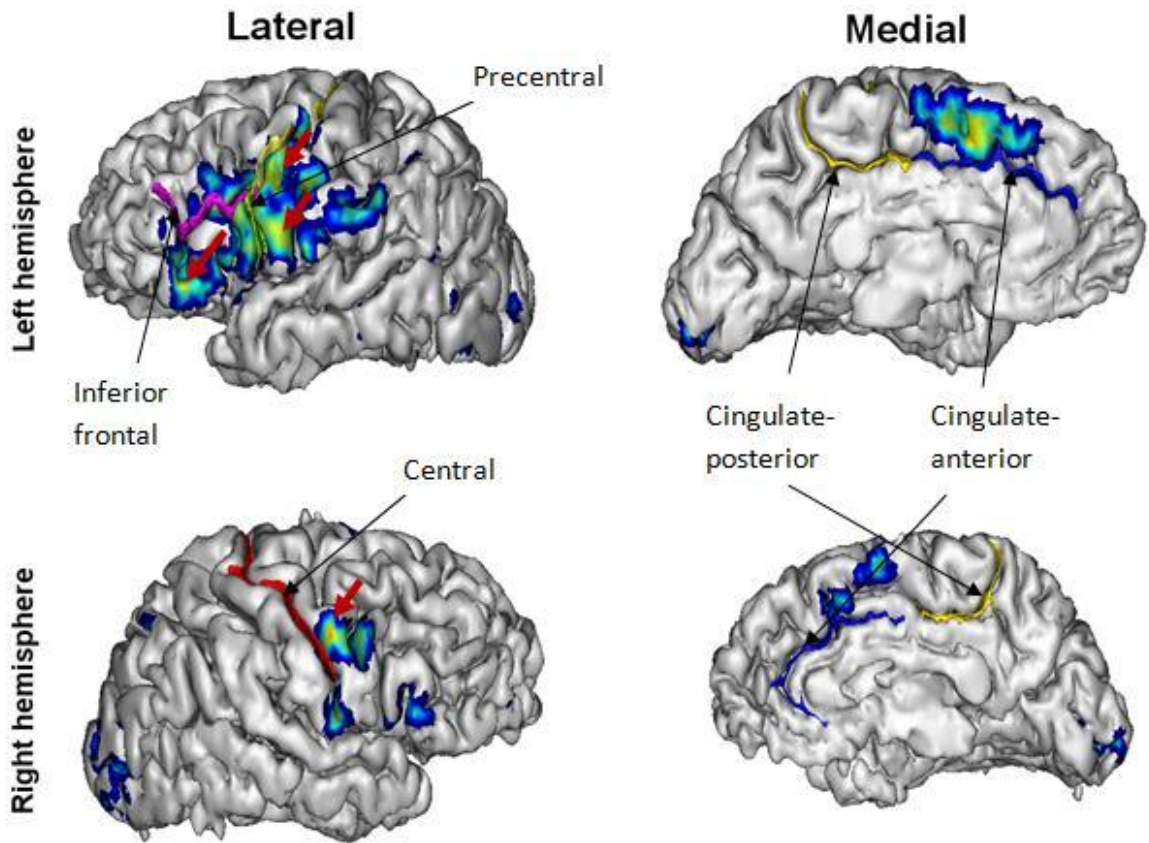 Lateral
Medial
Precentral
Left hemisphere
Inferior
frontal
Cingulate-
posterior
Cingulate-
anterior
Central
Right hemisphere